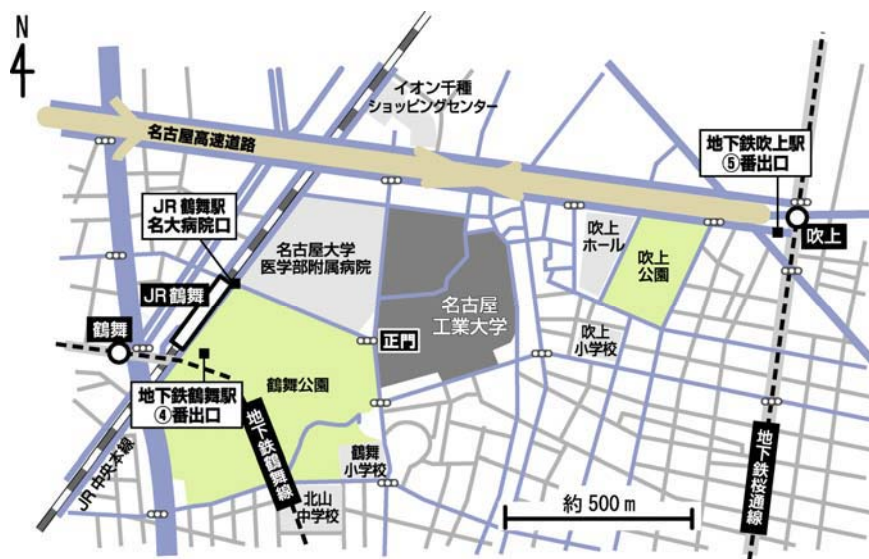 N
イオン千種
ショッピングセンター
名古屋高速道路
地下鉄吹上駅
⑤番出口
JR 鶴舞駅
名大病院口
名古屋大学
医学部附属病院
吹上
ホール
吹上
公園
吹上
JR 鶴舞
名古屋
工業大学
鶴舞
正門
吹上
小学校
地下鉄鶴舞駅
④番出口
鶴舞公園
地下鉄鶴舞線
JR 中央本線
鶴舞
小学校
北山
中学校
地下鉄桜通線
約 500 m